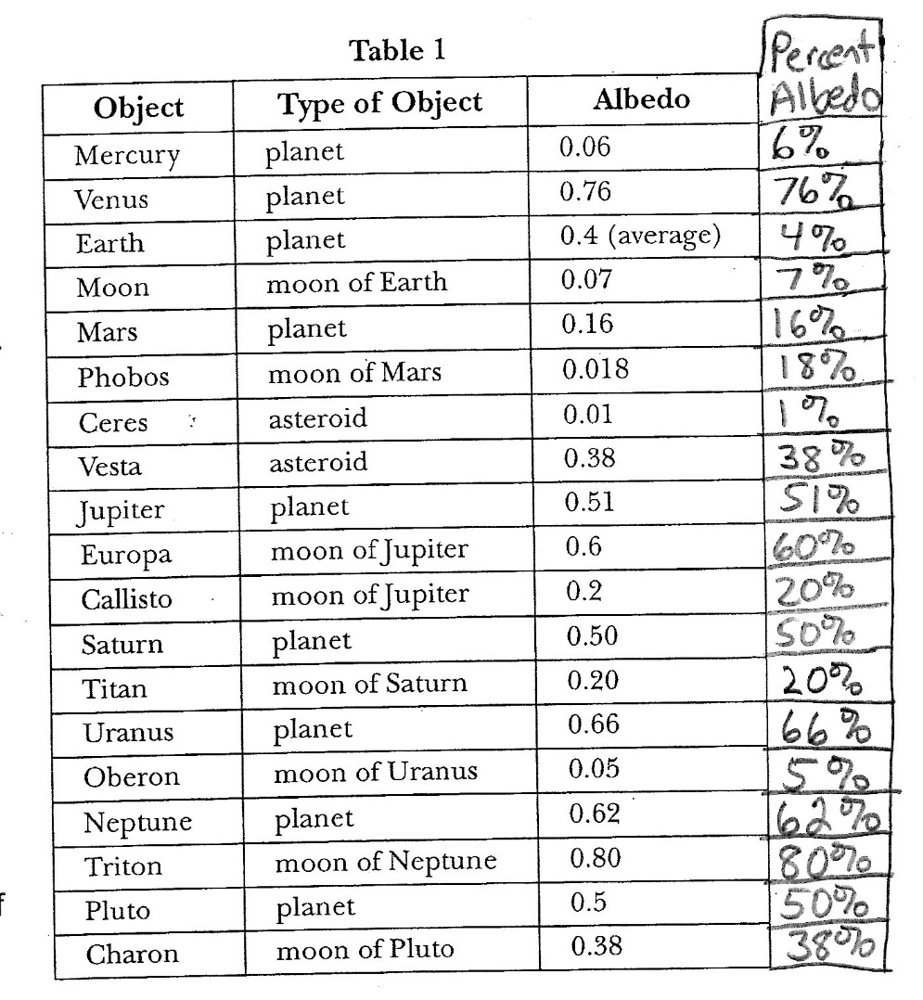 Table 1
Percent
Albedo
Object Type of Object Albedo
Mercury planet 0.06 6%
Venus planet 0.76 76%
Earth planet 0.4 (average) 4%
Moon moon of Earth 0.07 7%
Mars planet 0.16 16%
Phobos moon of Mars 0.018 18%
Ceres asteroid 0.01 1%
Vesta asteroid 0.38 38%
Jupiter planet 0.51 51%
Europa moon of Jupiter 0.6 60%
Callisto moon of Jupiter 0.2 20%
Saturn planet 0.50 50%
Titan moon of Saturn 0.20 20%
Uranus planet 0.66 66%
Oberon moon of Uranus 0.05 5%
Neptune planet 0.62 62%
Triton moon of Neptune 0.80 80%
f
Pluto planet 0.5 50%
Charon moon of Pluto 0.38 38%